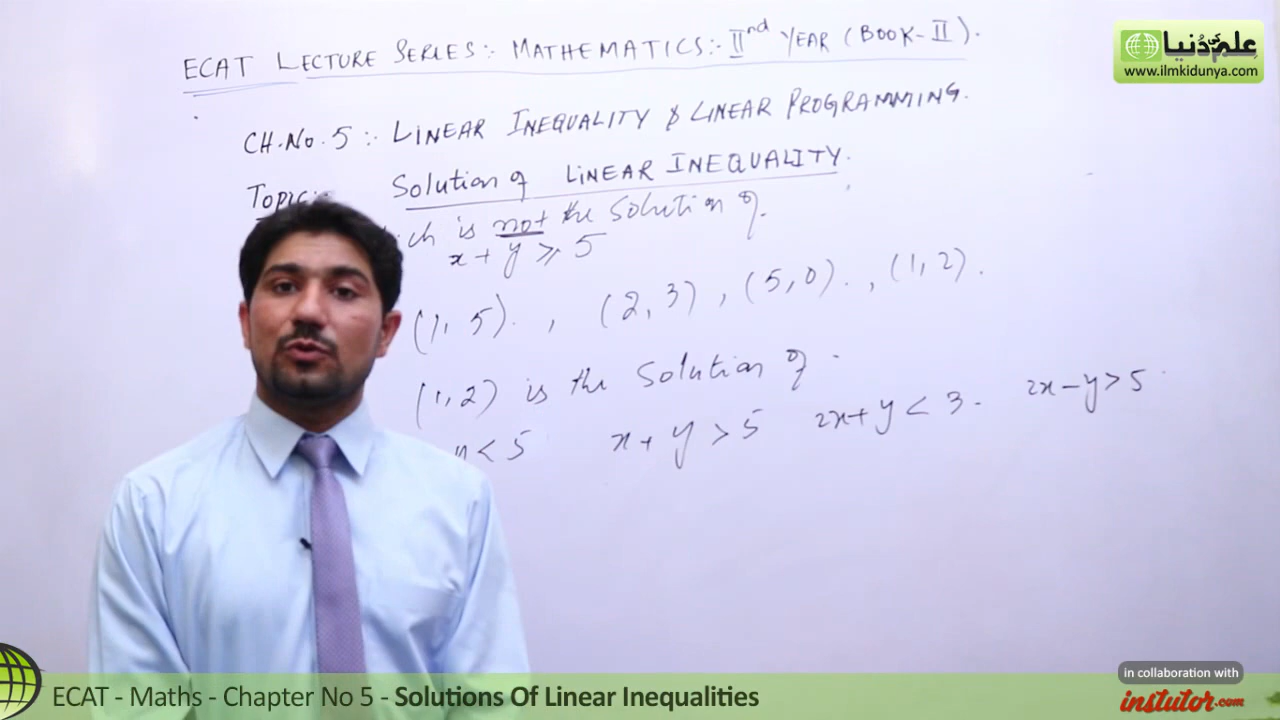 ECAT LECTURE SERIES:. MATHEMATICS:- IInd YEAR (BOOK-II).
علم کی دنیا
www.ilmkidunya.com
CH.No.5:. LINEAR INEQUALITY & LINEAR PROGRAMMING.
TOPIC:- Solution of LINEAR INEQUALITY.
ch is not the solution of.
x + y ≥ 5
(1, 5). , (2, 3) , (5, 0). , (1, 2).
(1, 2) is the solution of.
< 5 x + y > 5 2x + y < 3. 2x - y > 5.
in collaboration with
ECAT - Maths - Chapter No 5 - Solutions Of Linear Inequalities
instutor.com